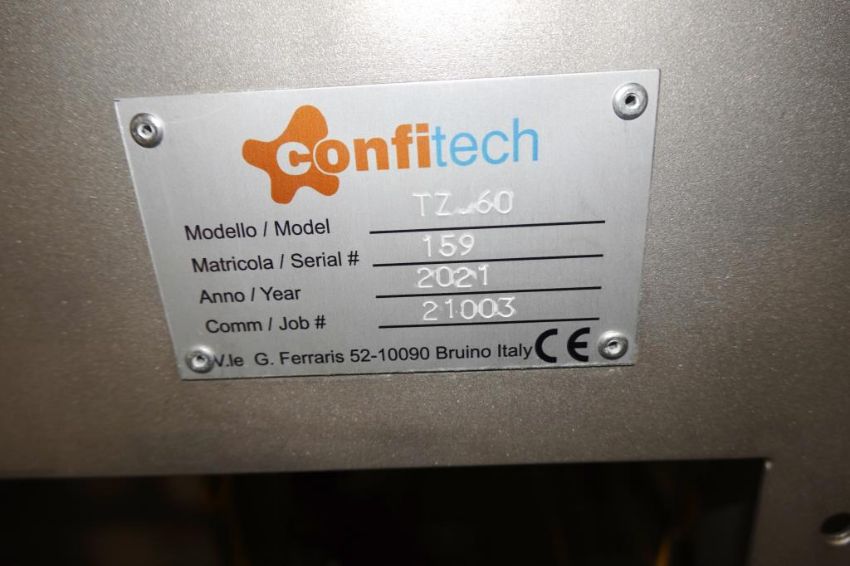 confitech
Modello / Model TZ-60
Matricola / Serial # 159
Anno / Year 2021
Comm / Job # 21003
V.le G. Ferraris 52-10090 Bruino Italy CE